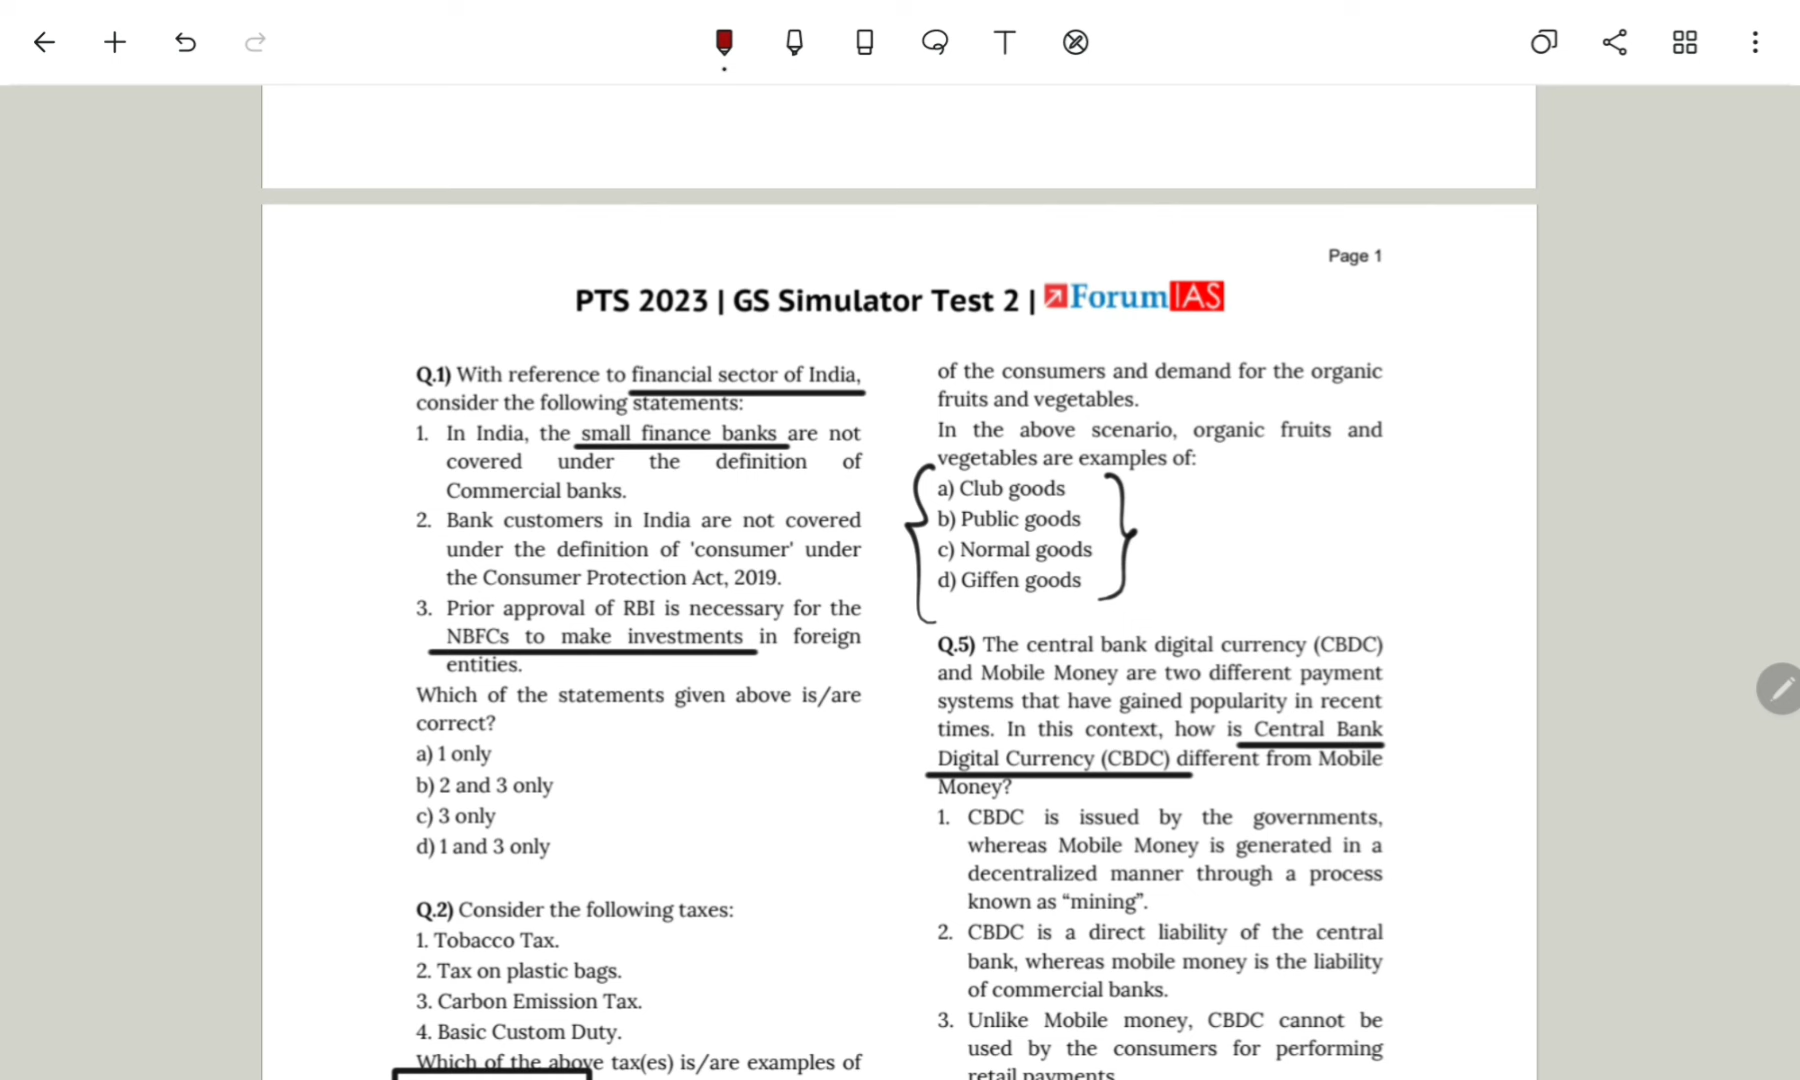 Page 1
PTS 2023 | GS Simulator Test 2 | ForumIAS
Q.1) With reference to financial sector of India,
consider the following statements:
1. In India, the small finance banks are not
covered under the definition of
Commercial banks.
2. Bank customers in India are not covered
under the definition of 'consumer' under
the Consumer Protection Act, 2019.
3. Prior approval of RBI is necessary for the
NBFCs to make investments in foreign
entities.
Which of the statements given above is/are
correct?
a) 1 only
b) 2 and 3 only
c) 3 only
d) 1 and 3 only
Q.2) Consider the following taxes:
1. Tobacco Tax.
2. Tax on plastic bags.
3. Carbon Emission Tax.
4. Basic Custom Duty.
Which of the above tax(es) is/are examples of
of the consumers and demand for the organic
fruits and vegetables.
In the above scenario, organic fruits and
vegetables are examples of:
a) Club goods
b) Public goods
c) Normal goods
d) Giffen goods
Q.5) The central bank digital currency (CBDC)
and Mobile Money are two different payment
systems that have gained popularity in recent
times. In this context, how is Central Bank
Digital Currency (CBDC) different from Mobile
Money?
1. CBDC is issued by the governments,
whereas Mobile Money is generated in a
decentralized manner through a process
known as “mining”.
2. CBDC is a direct liability of the central
bank, whereas mobile money is the liability
of commercial banks.
3. Unlike Mobile money, CBDC cannot be
used by the consumers for performing
retail payments